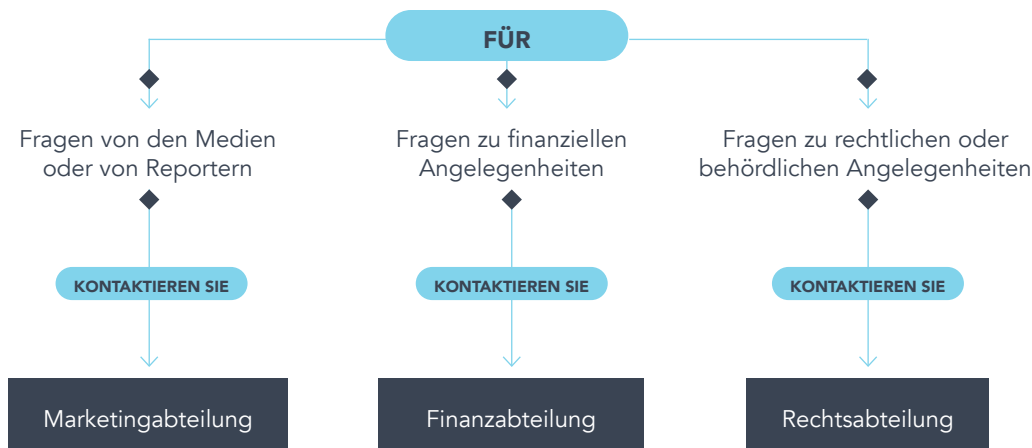 FÜR
Fragen von den Medien
oder von Reportern
Fragen zu finanziellen
Angelegenheiten
Fragen zu rechtlichen oder
behördlichen Angelegenheiten
KONTAKTIEREN SIE
KONTAKTIEREN SIE
KONTAKTIEREN SIE
Marketingabteilung
Finanzabteilung
Rechtsabteilung